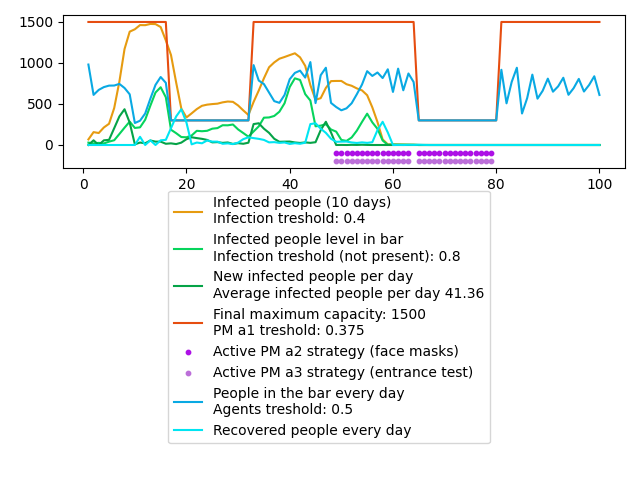 1500
1000
500
0
0 20 40 60 80 100
Infected people (10 days)
Infection treshold: 0.4
Infected people level in bar
Infection treshold (not present): 0.8
New infected people per day
Average infected people per day 41.36
Final maximum capacity: 1500
PM a1 treshold: 0.375
Active PM a2 strategy (face masks)
Active PM a3 strategy (entrance test)
People in the bar every day
Agents treshold: 0.5
Recovered people every day